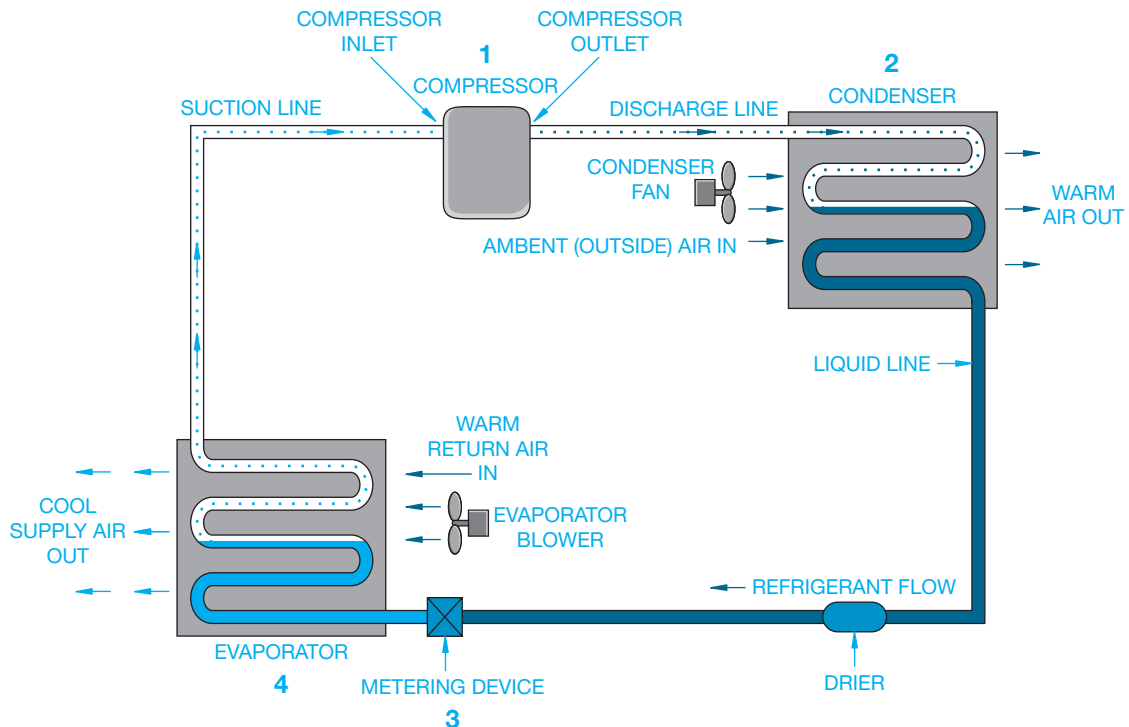 COMPRESSOR
INLET
COMPRESSOR
OUTLET
1
COMPRESSOR
2
CONDENSER
SUCTION LINE
DISCHARGE LINE
CONDENSER
FAN
WARM
AIR OUT
AMBENT (OUTSIDE) AIR IN
LIQUID LINE
WARM
RETURN AIR
IN
COOL
SUPPLY AIR
OUT
EVAPORATOR
BLOWER
REFRIGERANT FLOW
EVAPORATOR
4
METERING DEVICE
3
DRIER